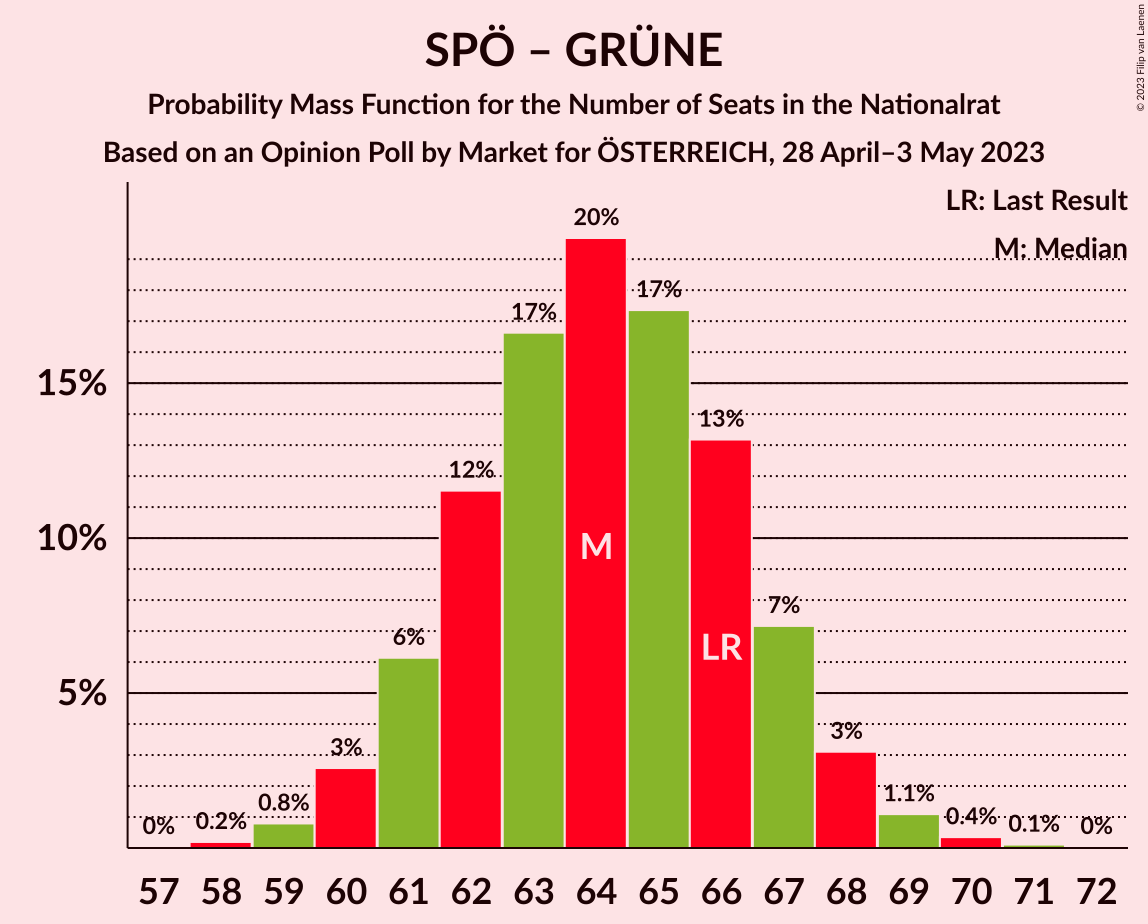 SPÖ – GRÜNE
Probability Mass Function for the Number of Seats in the Nationalrat
Based on an Opinion Poll by Market for ÖSTERREICH, 28 April–3 May 2023
© 2023 Filip van Laenen
LR: Last Result
M: Median
15%
10%
5%
0%
0.2%
0.8%
3%
6%
12%
17%
20%
17%
13%
7%
3%
1.1%
0.4%
0.1%
0%
M
LR
57 58 59 60 61 62 63 64 65 66 67 68 69 70 71 72